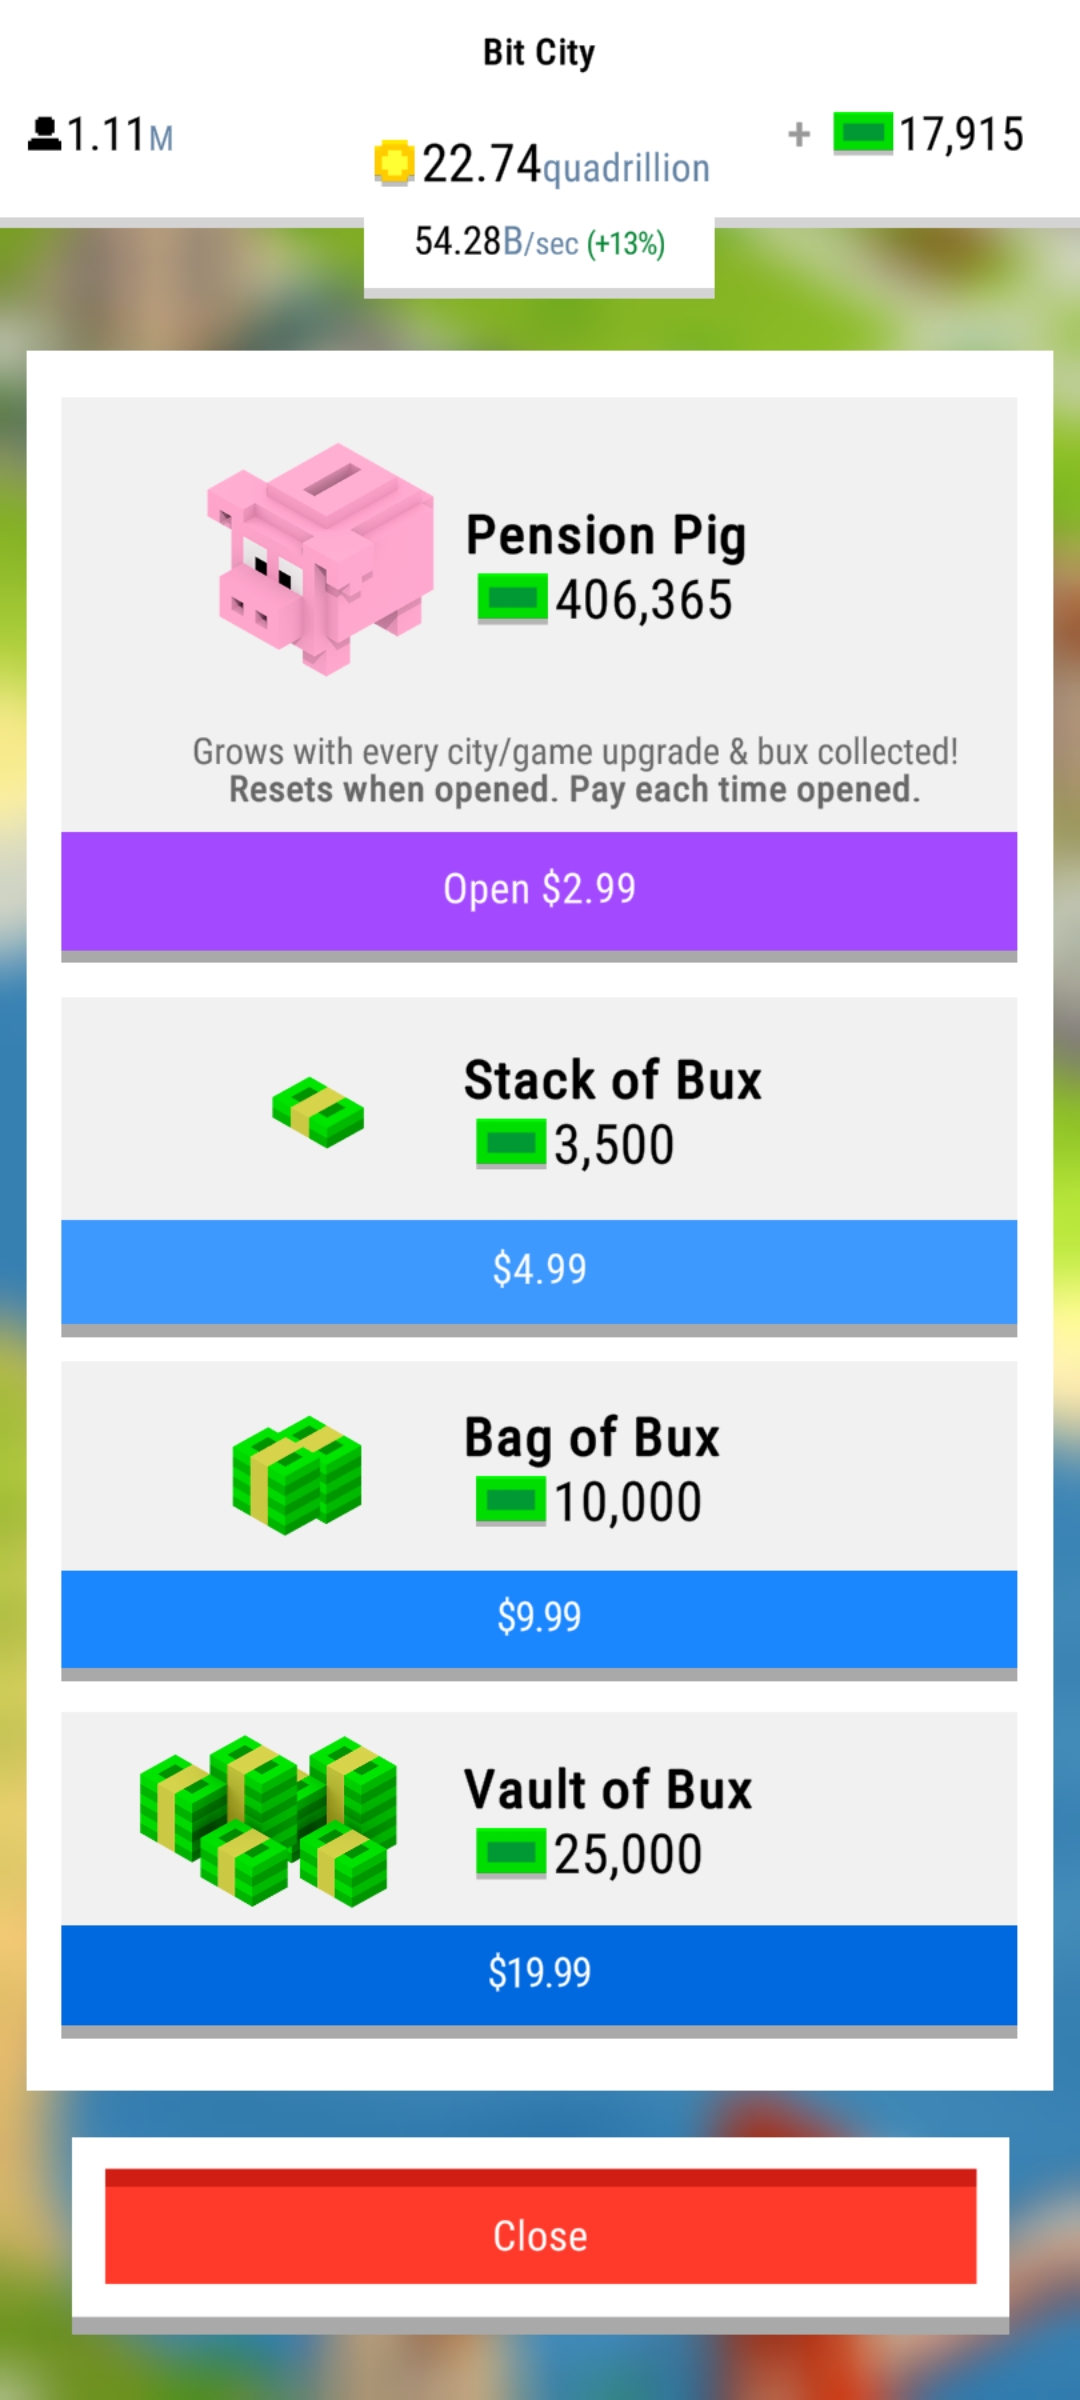 Bit City
1.11M
22.74quadrillion
+ 17,915
54.28B/sec (+13%)
Pension Pig
406,365
Grows with every city/game upgrade & bux collected!
Resets when opened. Pay each time opened.
Open $2.99
Stack of Bux
3,500
$4.99
Bag of Bux
10,000
$9.99
Vault of Bux
25,000
$19.99
Close